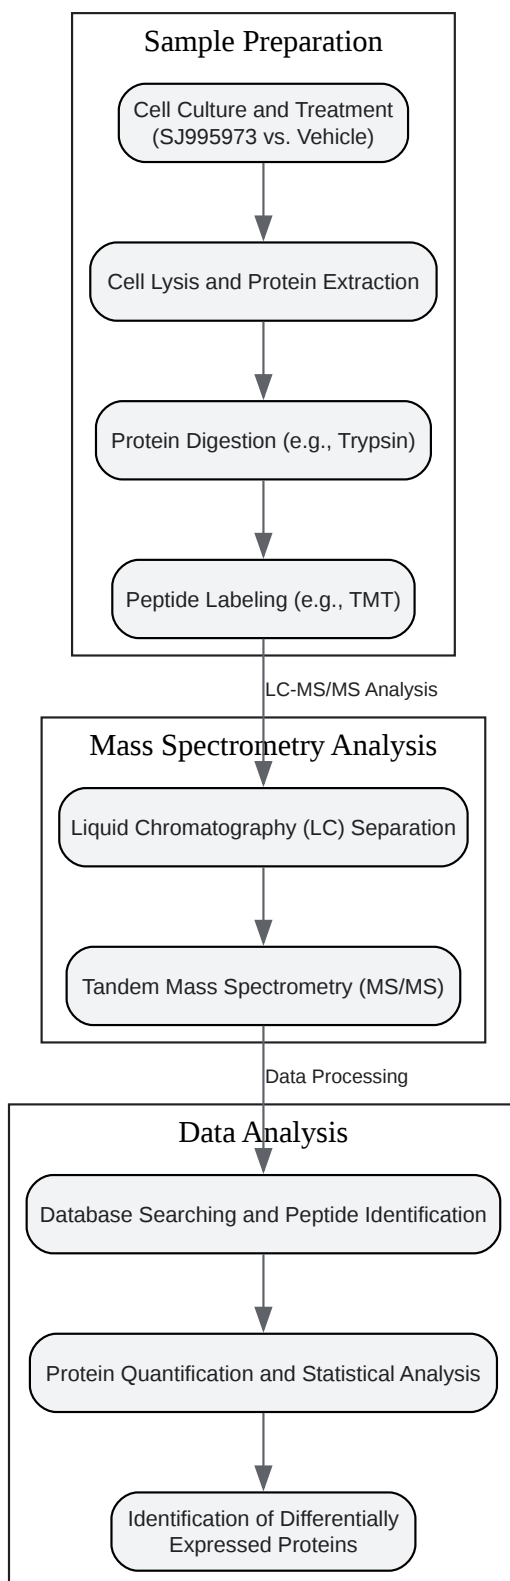 Sample Preparation
Cell Culture and Treatment
(SJ995973 vs. Vehicle)
Cell Lysis and Protein Extraction
Protein Digestion (e.g., Trypsin)
Peptide Labeling (e.g., TMT)
LC-MS/MS Analysis
Mass Spectrometry Analysis
Liquid Chromatography (LC) Separation
Tandem Mass Spectrometry (MS/MS)
Data Processing
Data Analysis
Database Searching and Peptide Identification
Protein Quantification and Statistical Analysis
Identification of Differentially
Expressed Proteins